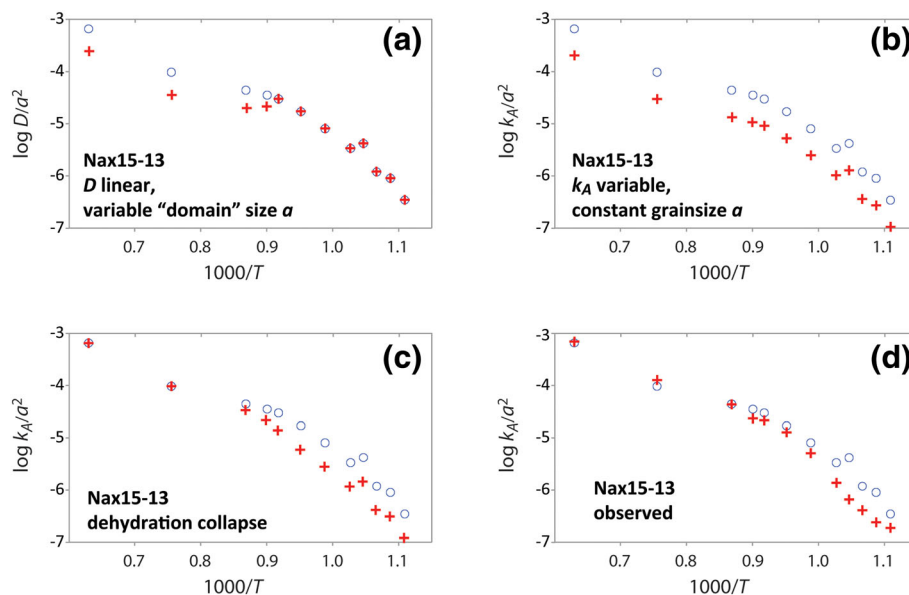 (a)
-3
-4
-5
-6
-7
log D/a²
Nax15-13
D linear,
variable “domain” size a
0.7 0.8 0.9 1.0 1.1
1000/T
(b)
-3
-4
-5
-6
-7
log kA/a²
Nax15-13
kA variable,
constant grainsize a
0.7 0.8 0.9 1.0 1.1
1000/T
(c)
-3
-4
-5
-6
-7
log kA/a²
Nax15-13
dehydration collapse
0.7 0.8 0.9 1.0 1.1
1000/T
(d)
-3
-4
-5
-6
-7
log kA/a²
Nax15-13
observed
0.7 0.8 0.9 1.0 1.1
1000/T